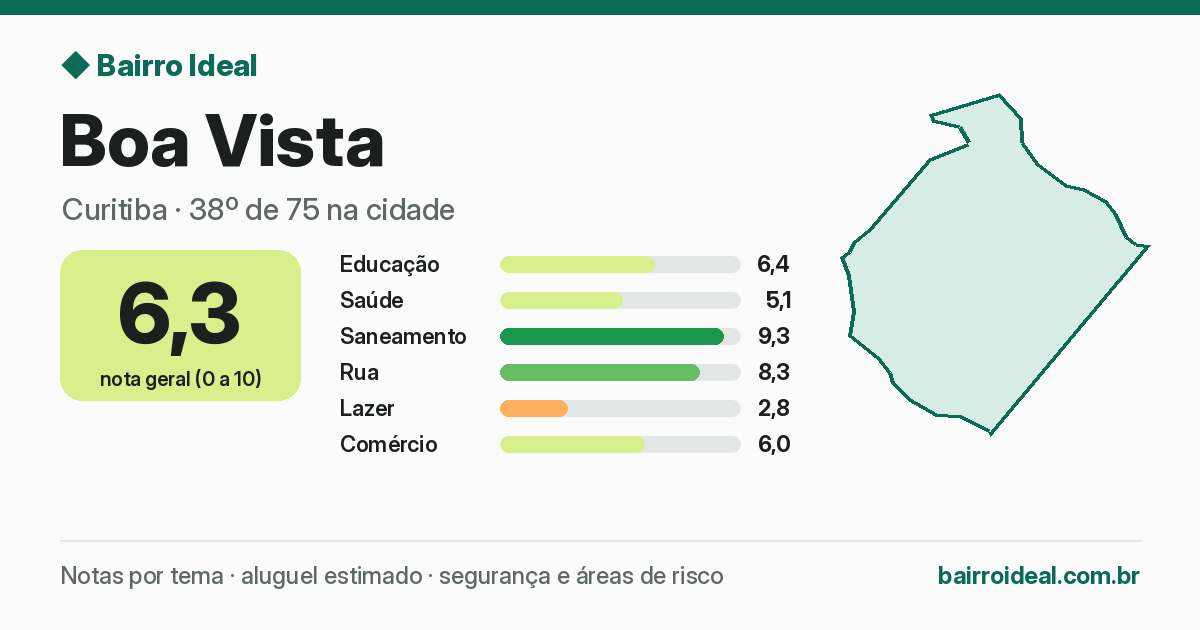 Bairro Ideal
Boa Vista
Curitiba · 38º de 75 na cidade
6,3
nota geral (0 a 10)
Educação 6,4
Saúde 5,1
Saneamento 9,3
Rua 8,3
Lazer 2,8
Comércio 6,0
Notas por tema · aluguel estimado · segurança e áreas de risco
bairroideal.com.br